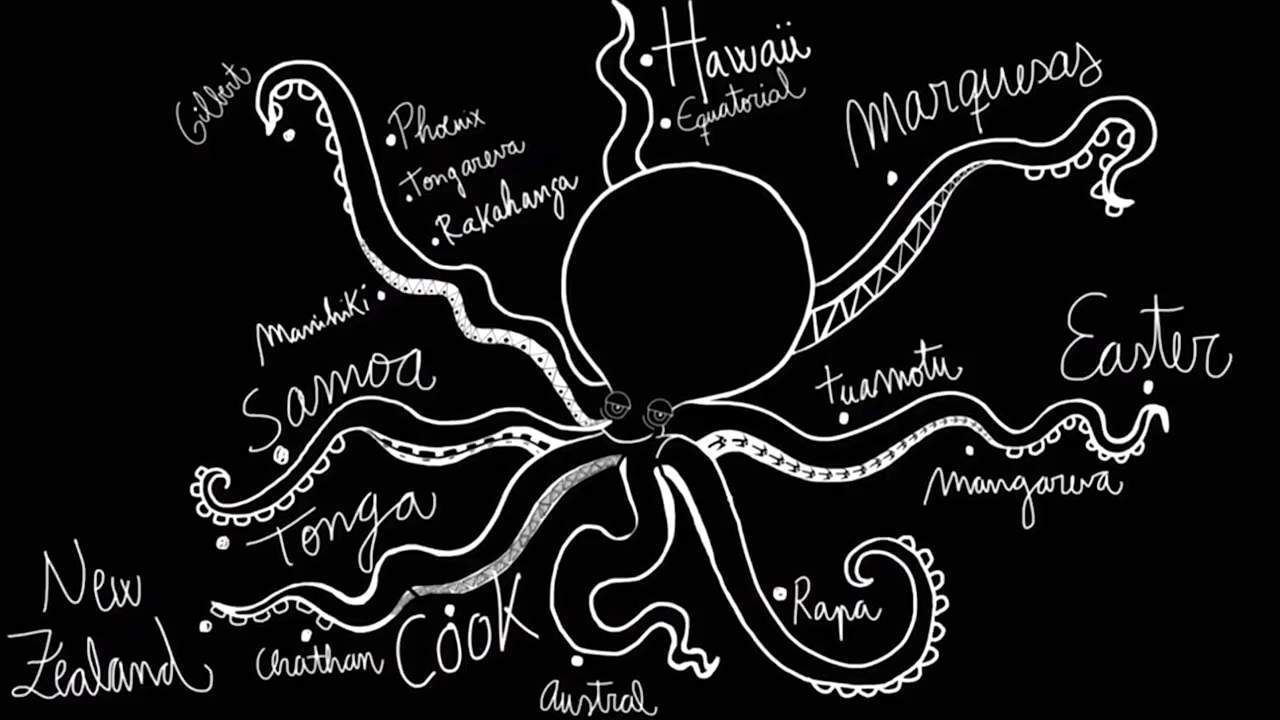 Hawaii
Equatorial
Marquesas
Gilbert
Phoenix
Tongareva
Rakahanga
Manihiki
Samoa
Tuamotu
Easter
Mangareva
Tonga
New
Zealand
Chathan
Cook
Austral
Rapa